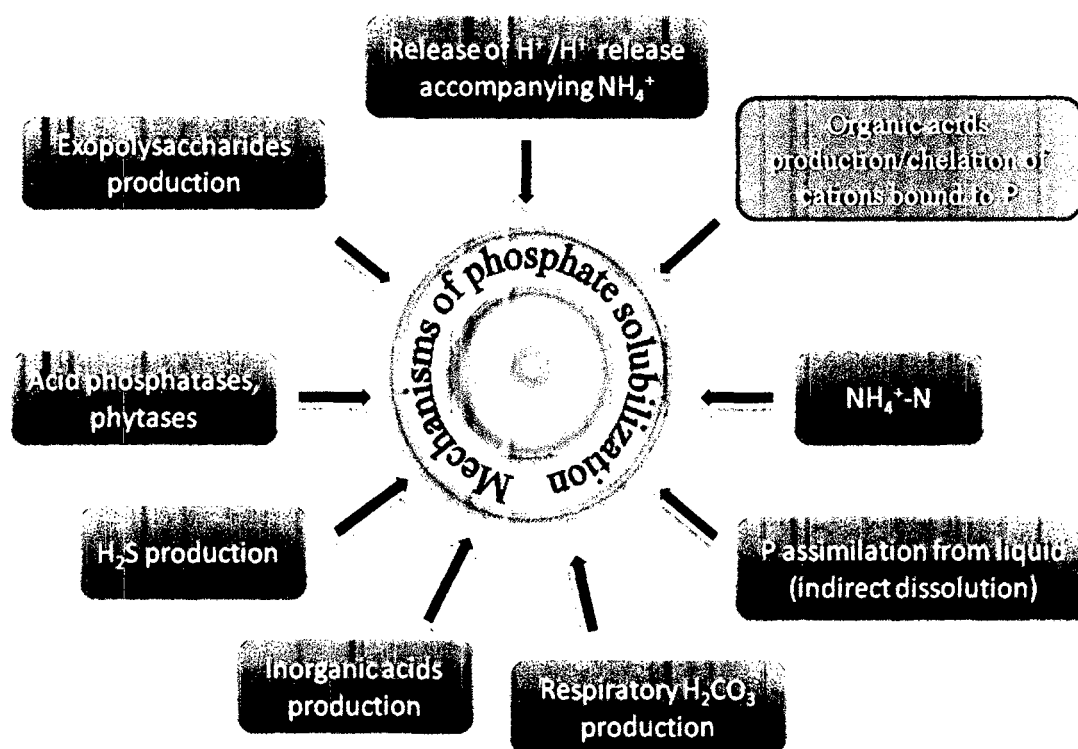 Release of H⁺/H⁺ release
accompanying NH₄⁺
Organic acids
production/chelation of
cations bound to P
NH₄⁺-N
P assimilation from liquid
(indirect dissolution)
Respiratory H₂CO₃
production
Inorganic acids
production
H₂S production
Acid phosphatases,
phytases
Exopolysaccharides
production
Mechanisms of phosphate solubilization